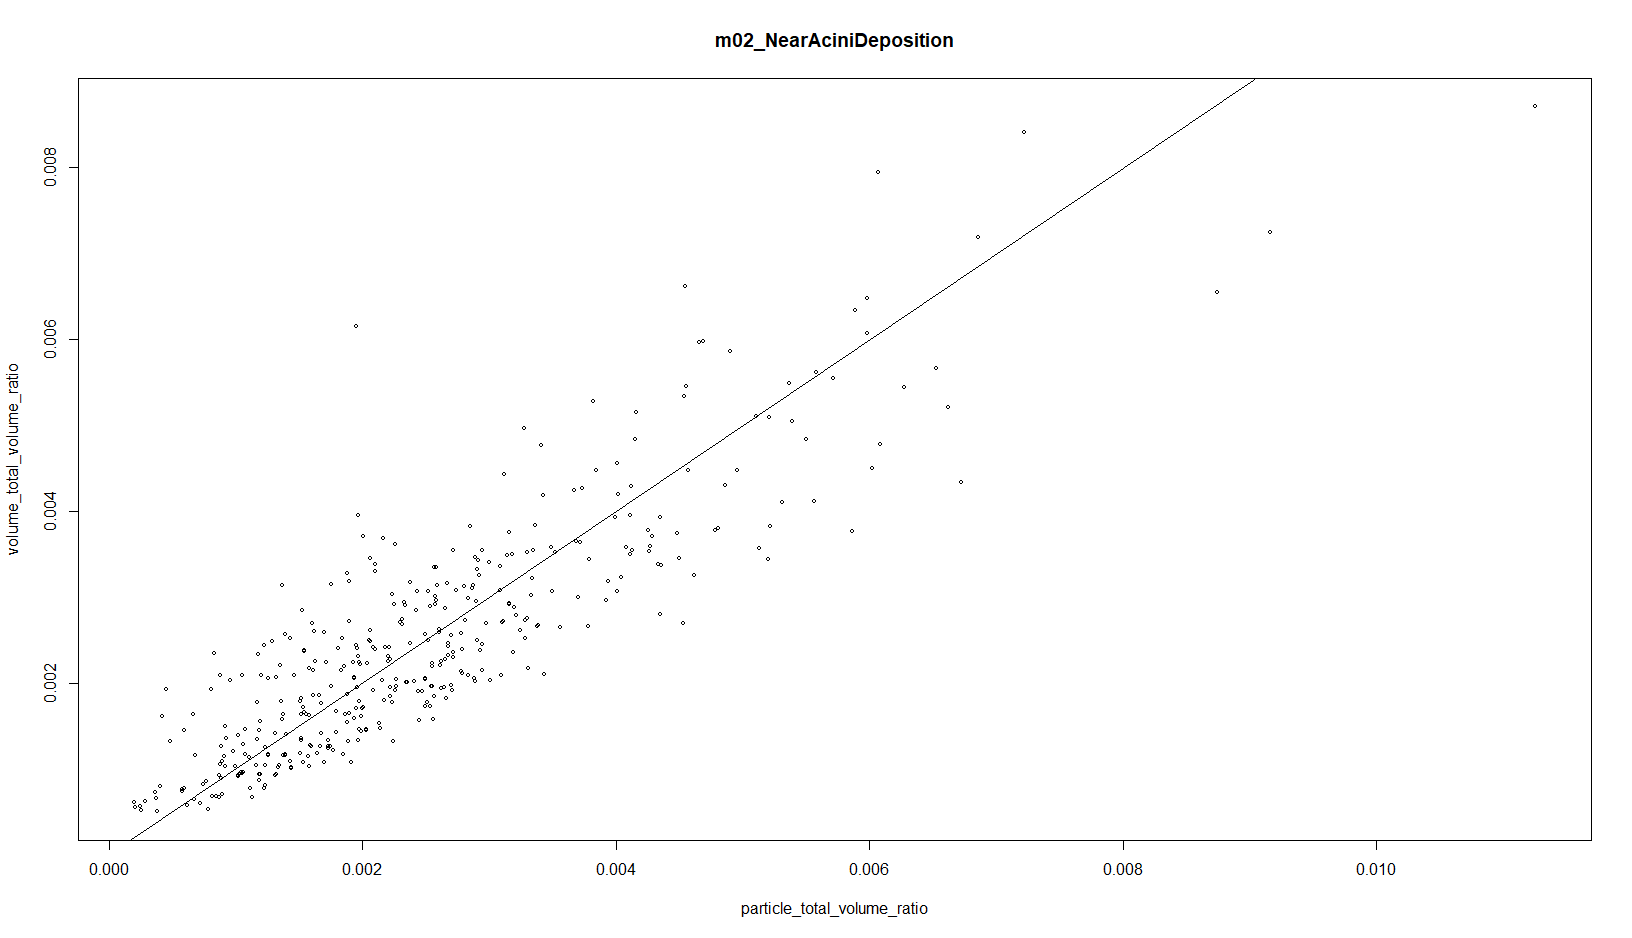 m02_NearAciniDeposition
volume_total_volume_ratio
0.008
0.006
0.004
0.002
0.000 0.002 0.004 0.006 0.008 0.010
particle_total_volume_ratio